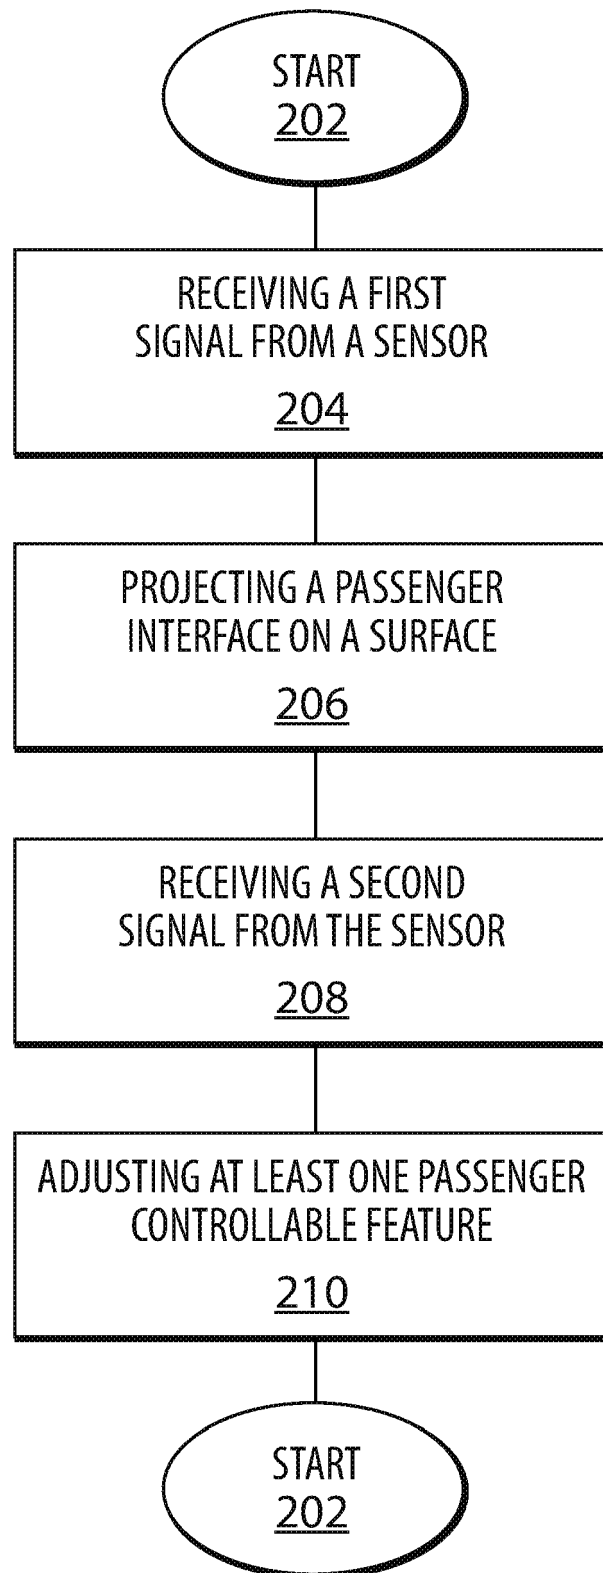 START
202
RECEIVING A FIRST
SIGNAL FROM A SENSOR
204
PROJECTING A PASSENGER
INTERFACE ON A SURFACE
206
RECEIVING A SECOND
SIGNAL FROM THE SENSOR
208
ADJUSTING AT LEAST ONE PASSENGER
CONTROLLABLE FEATURE
210
START
202